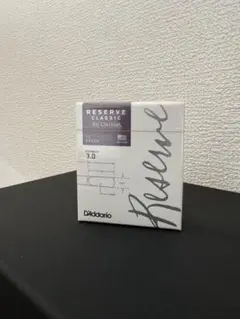 RESERVE
CLASSIC
Bb Clarinet
3.0
D'Addario
Reserve